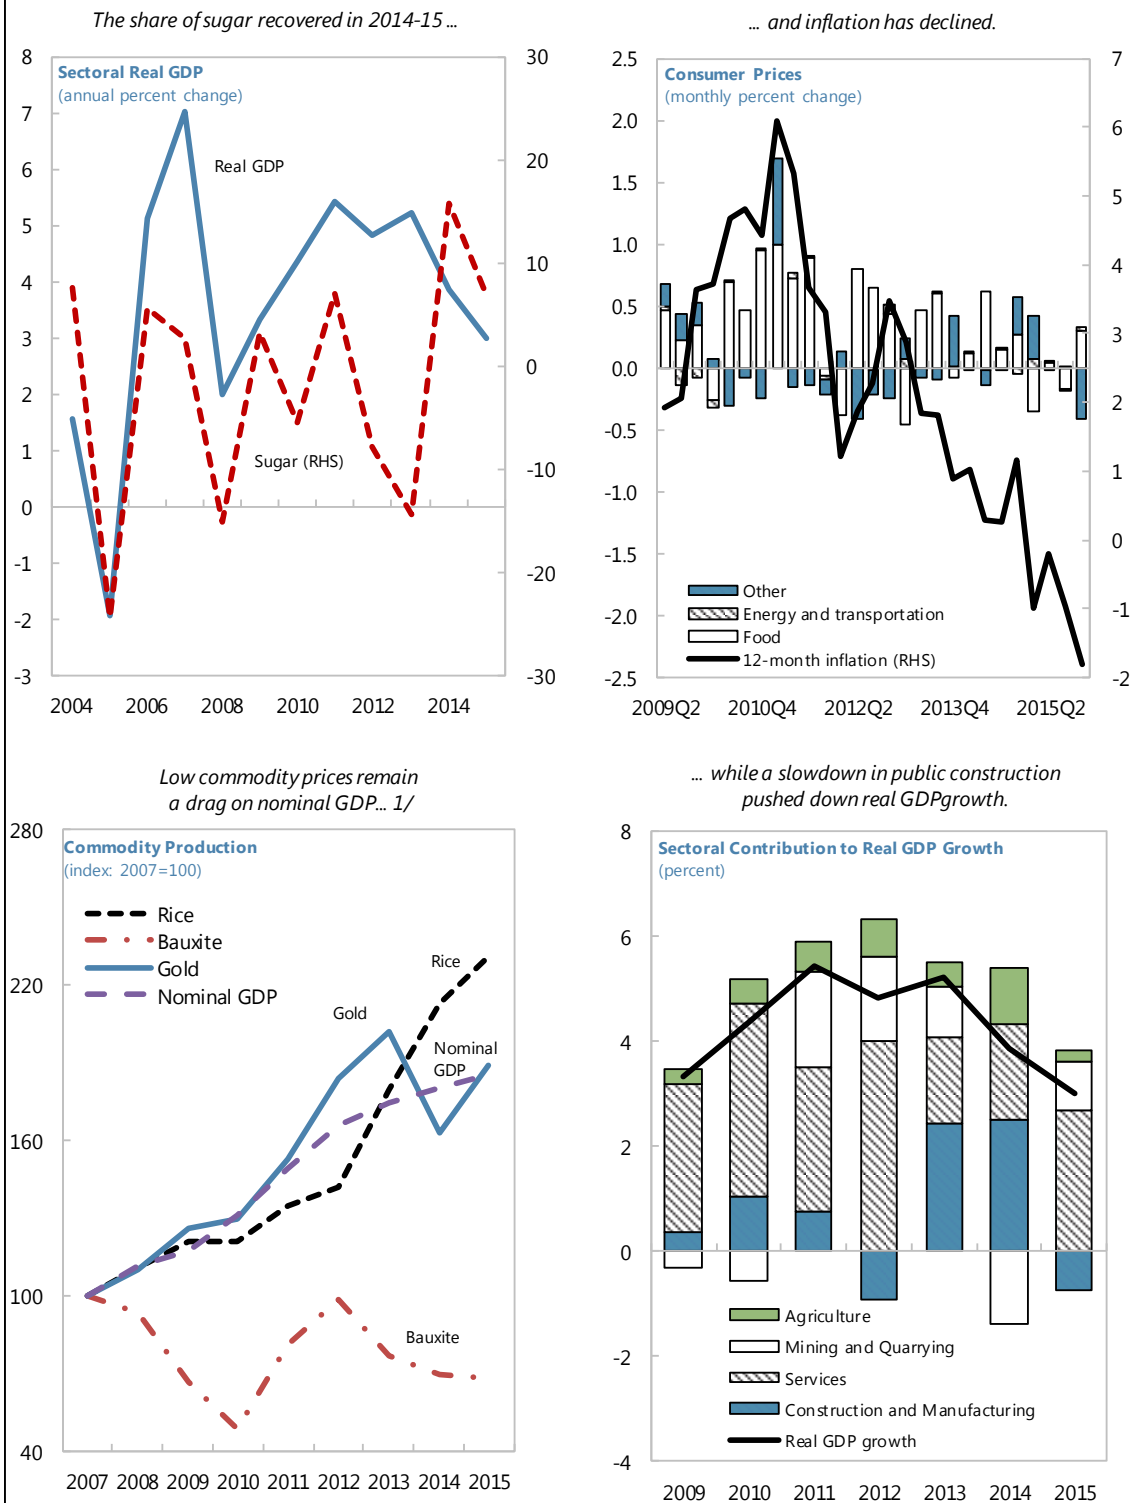 The share of sugar recovered in 2014-15 ...
Sectoral Real GDP
(annual percent change)
8
7
6
5
4
3
2
1
0
-1
-2
-3
30
20
10
0
-10
-20
-30
Real GDP
Sugar (RHS)
2004 2006 2008 2010 2012 2014
... and inflation has declined.
Consumer Prices
(monthly percent change)
2.5
2.0
1.5
1.0
0.5
0.0
-0.5
-1.0
-1.5
-2.0
-2.5
7
6
5
4
3
2
1
0
-1
-2
Other
Energy and transportation
Food
12-month inflation (RHS)
2009Q2 2010Q4 2012Q2 2013Q4 2015Q2
Low commodity prices remain
a drag on nominal GDP... 1/
Commodity Production
(index: 2007=100)
280
220
160
100
40
Rice
Bauxite
Gold
Nominal GDP
Rice
Gold
Nominal
GDP
Bauxite
2007 2008 2009 2010 2011 2012 2013 2014 2015
... while a slowdown in public construction
pushed down real GDPgrowth.
Sectoral Contribution to Real GDP Growth
(percent)
8
6
4
2
0
-2
-4
Agriculture
Mining and Quarrying
Services
Construction and Manufacturing
Real GDP growth
2009 2010 2011 2012 2013 2014 2015